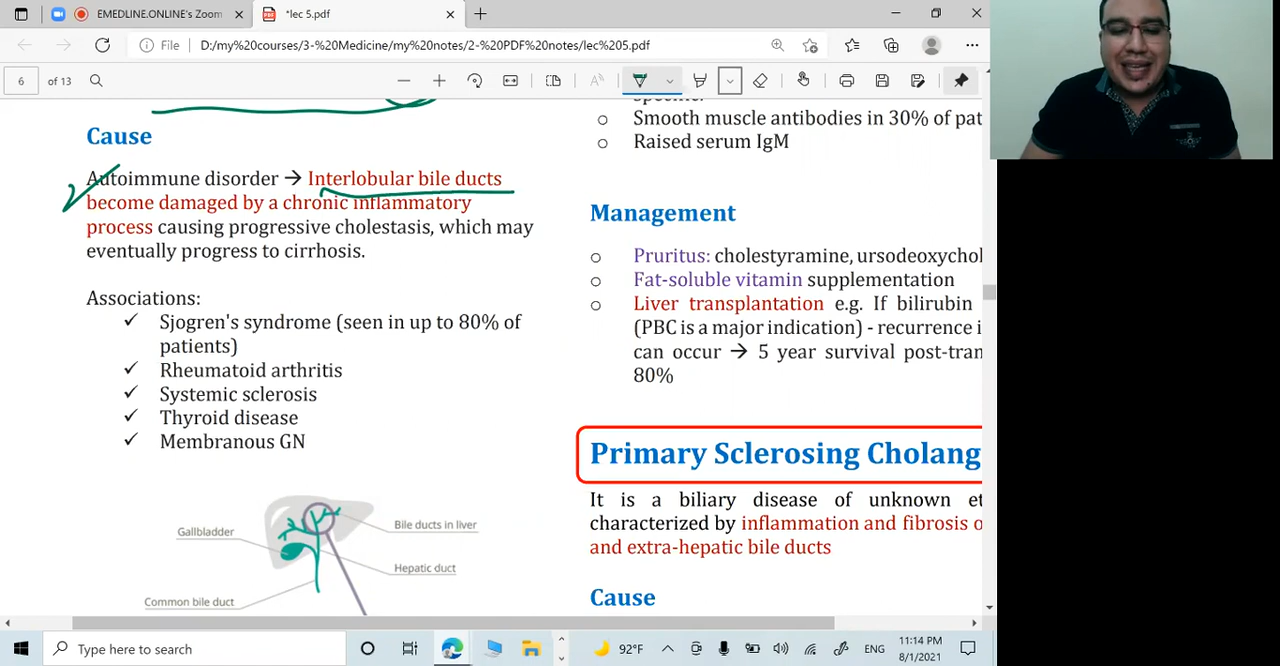 EMEDLINE.ONLINE's Zoom
*lec 5.pdf
File
D:/my%20courses/3-%20Medicine/my%20notes/2-%20PDF%20notes/lec%205.pdf
6
of 13
Cause
Autoimmune disorder → Interlobular bile ducts
become damaged by a chronic inflammatory
process causing progressive cholestasis, which may
eventually progress to cirrhosis.
Associations:
✓ Sjogren's syndrome (seen in up to 80% of
patients)
✓ Rheumatoid arthritis
✓ Systemic sclerosis
✓ Thyroid disease
✓ Membranous GN
Gallbladder
Bile ducts in liver
Hepatic duct
Common bile duct
specific.
o Smooth muscle antibodies in 30% of pat
o Raised serum IgM
Management
o Pruritus: cholestyramine, ursodeoxychol
o Fat-soluble vitamin supplementation
o Liver transplantation e.g. If bilirubin
(PBC is a major indication) - recurrence i
can occur → 5 year survival post-tran
80%
Primary Sclerosing Cholang
It is a biliary disease of unknown et
characterized by inflammation and fibrosis o
and extra-hepatic bile ducts
Cause
Type here to search
92°F
ENG
11:14 PM
8/1/2021